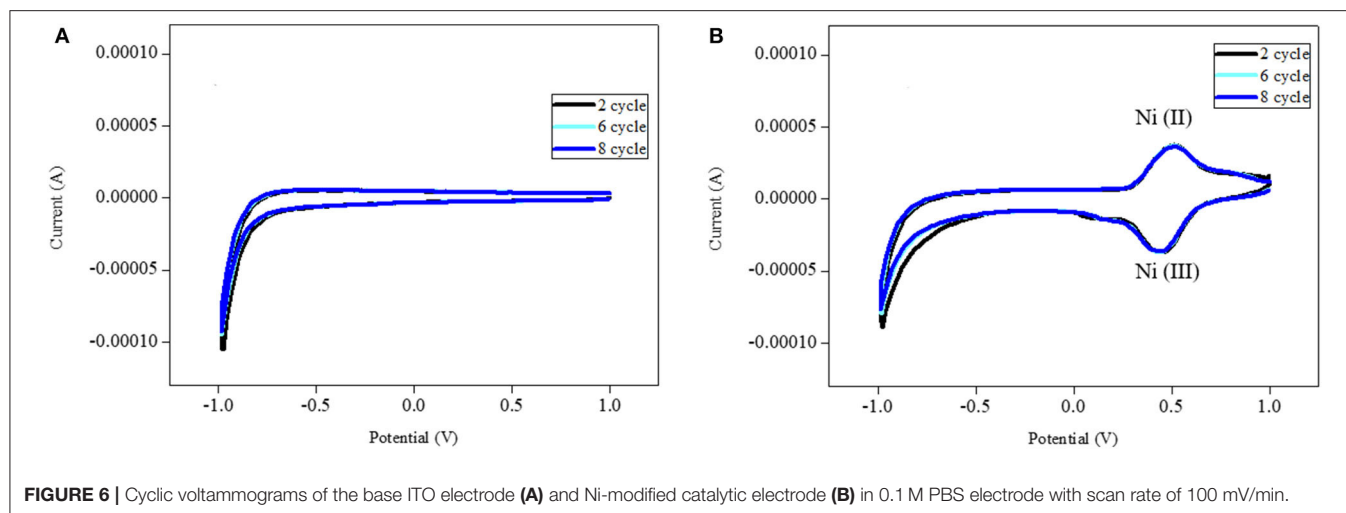 A
0.00010
0.00005
0.00000
-0.00005
-0.00010
Current (A)
2 cycle
6 cycle
8 cycle
-1.0 -0.5 0.0 0.5 1.0
Potential (V)
B
0.00010
0.00005
0.00000
-0.00005
-0.00010
Current (A)
2 cycle
6 cycle
8 cycle
Ni (II)
Ni (III)
-1.0 -0.5 0.0 0.5 1.0
Potential (V)
FIGURE 6 | Cyclic voltammograms of the base ITO electrode (A) and Ni-modified catalytic electrode (B) in 0.1 M PBS electrode with scan rate of 100 mV/min.